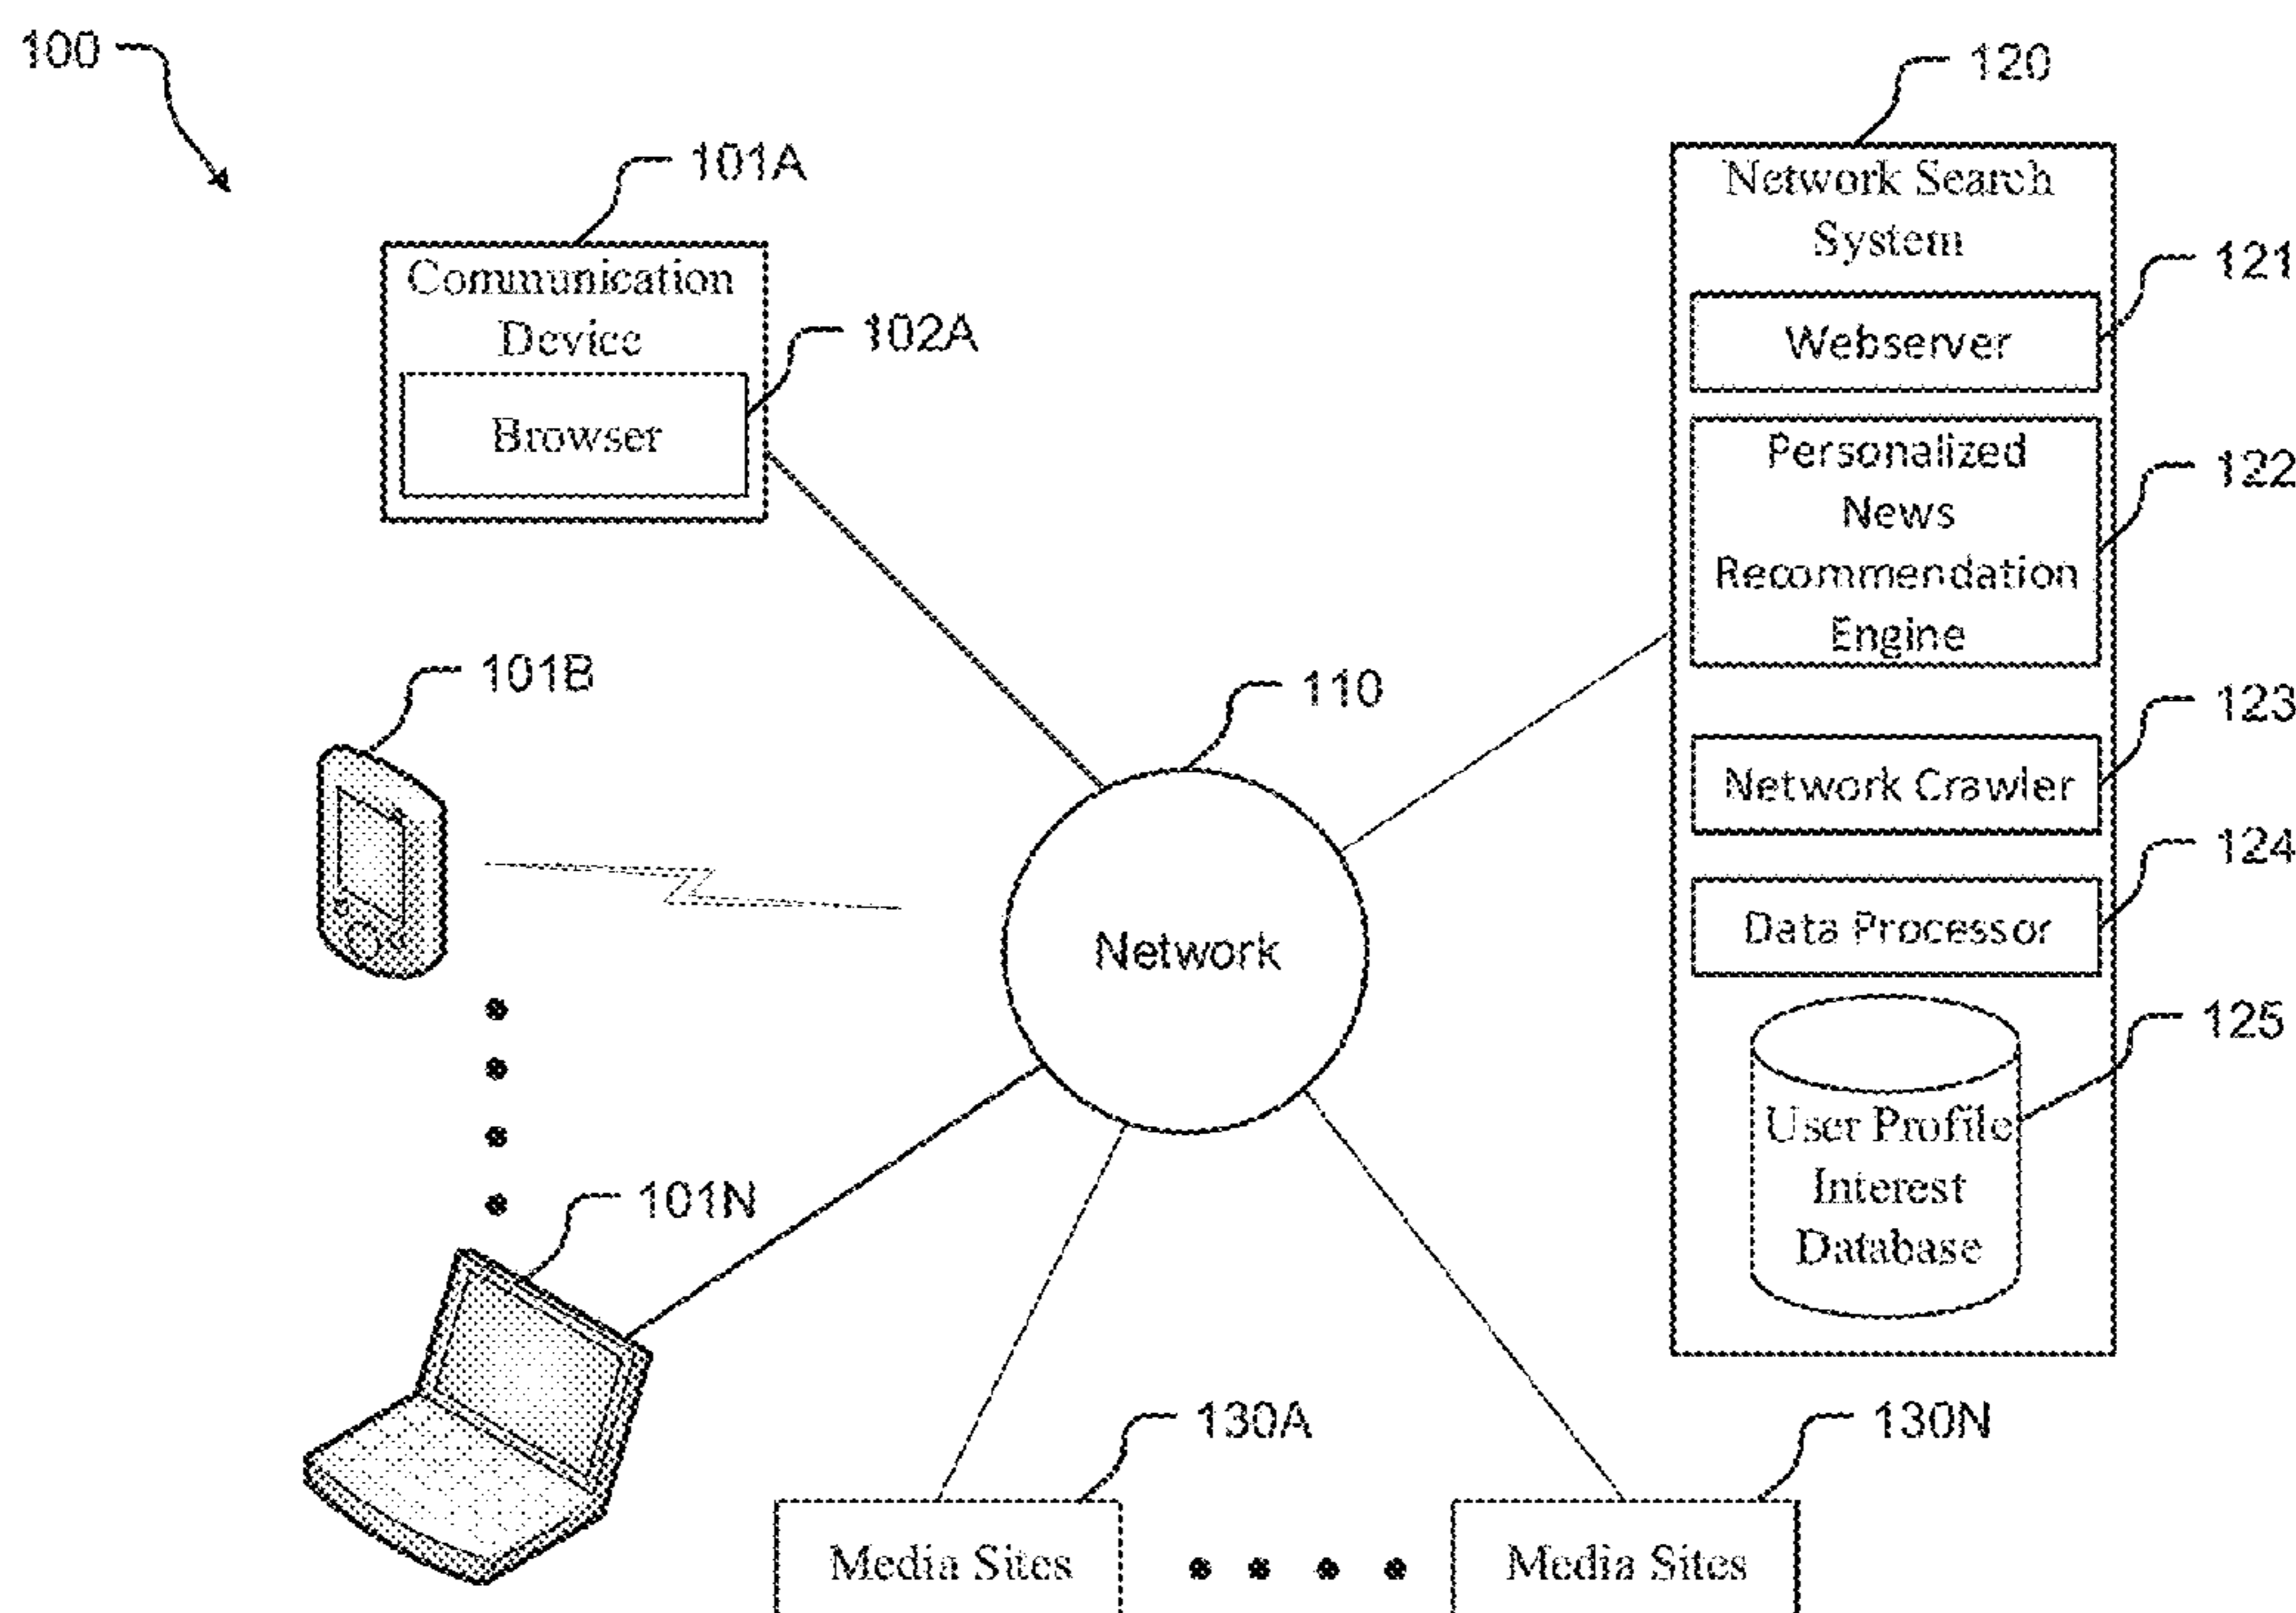 100
120
101A
Network Search
System
121
Communication
Device
102A
Webserver
Browser
Personalized
News
Recommendation
Engine
122
101B
110
123
Network Crawler
124
Data Processor
Network
125
User Profile
Interest
Database
101N
130A
130N
Media Sites
Media Sites